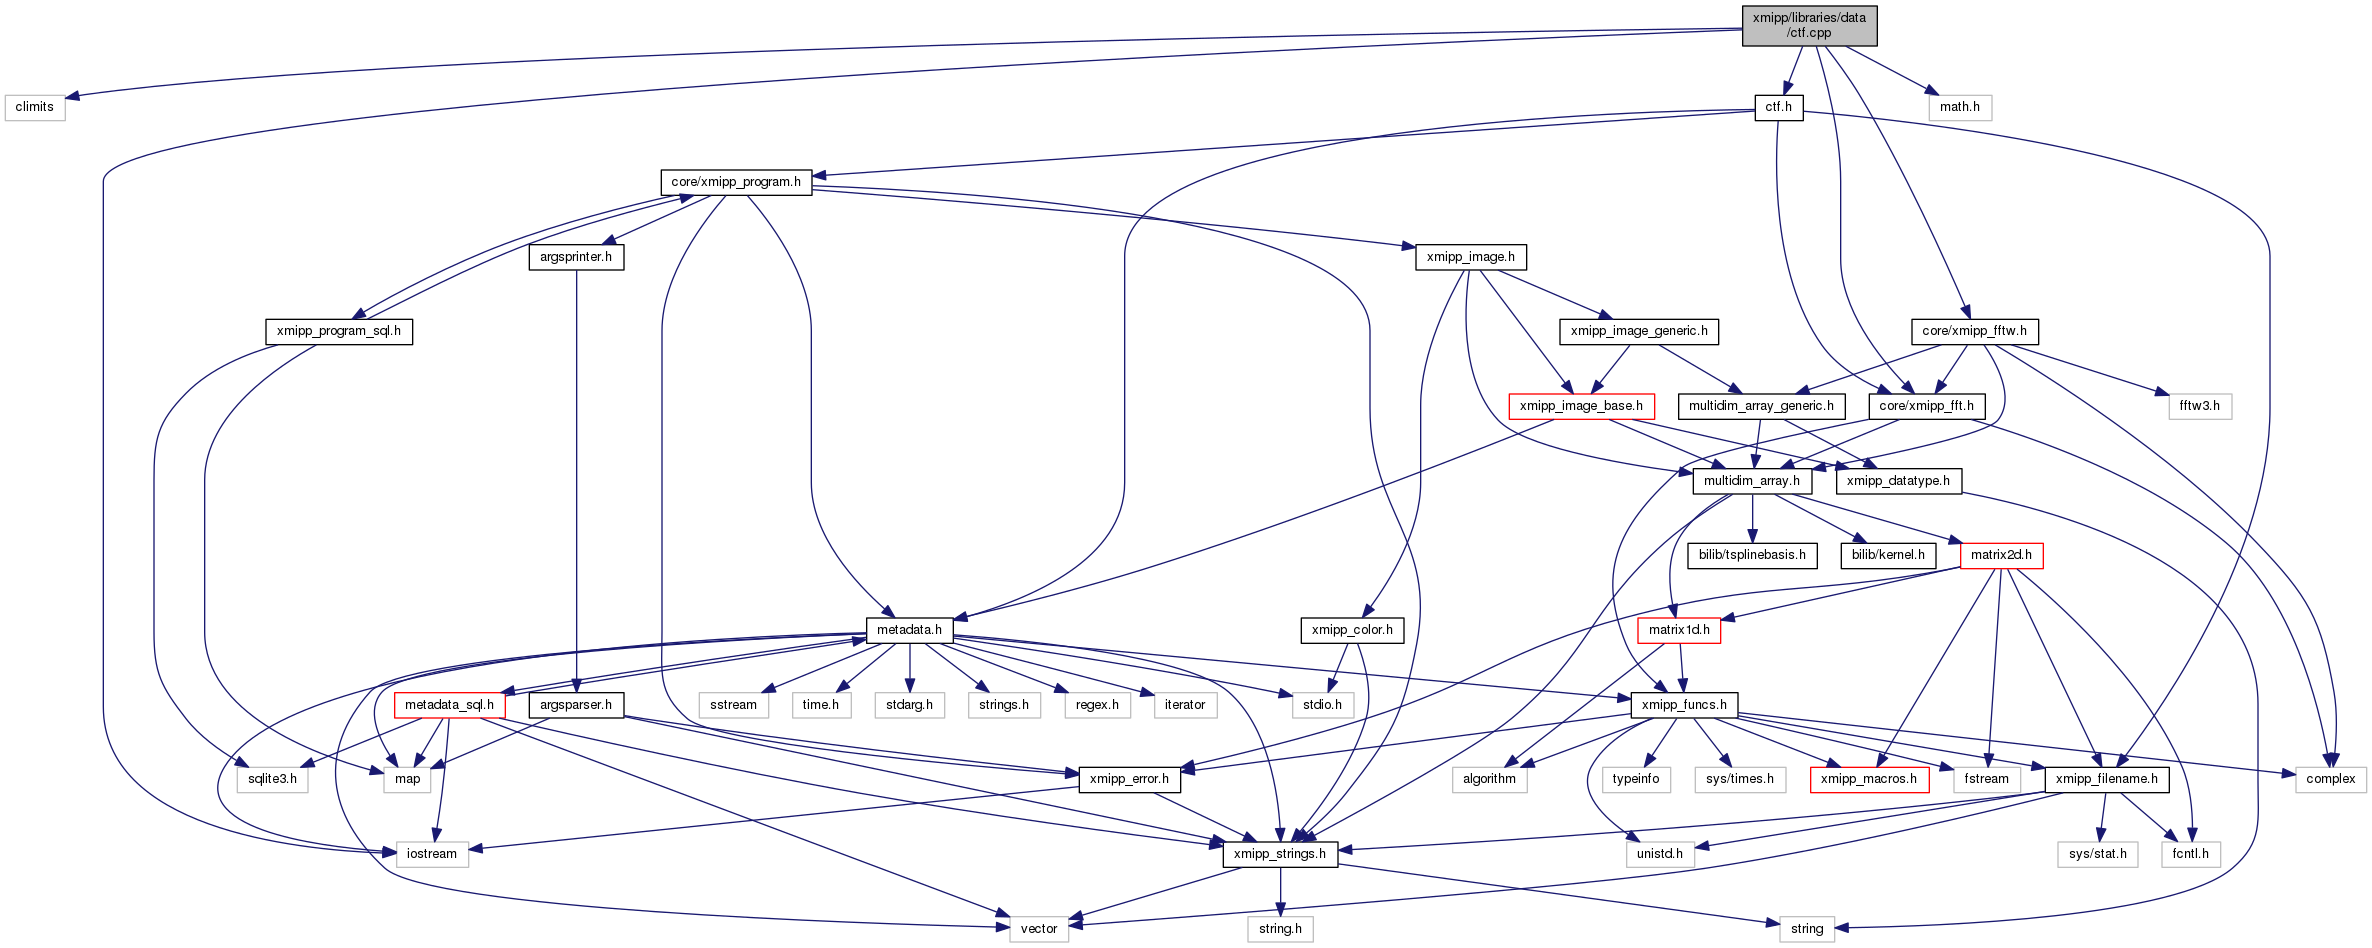 xmipp/libraries/data
/ctf.cpp
climits
ctf.h
math.h
core/xmipp_program.h
argsprinter.h
xmipp_image.h
xmipp_program_sql.h
xmipp_image_generic.h
core/xmipp_fftw.h
xmipp_image_base.h
multidim_array_generic.h
core/xmipp_fft.h
fftw3.h
multidim_array.h
xmipp_datatype.h
bilib/tsplinebasis.h
bilib/kernel.h
matrix2d.h
metadata.h
xmipp_color.h
matrix1d.h
metadata_sql.h
argsparser.h
sstream
time.h
stdarg.h
strings.h
regex.h
iterator
stdio.h
xmipp_funcs.h
sqlite3.h
map
xmipp_error.h
algorithm
typeinfo
sys/times.h
xmipp_macros.h
fstream
xmipp_filename.h
complex
iostream
xmipp_strings.h
unistd.h
sys/stat.h
fcntl.h
vector
string.h
string